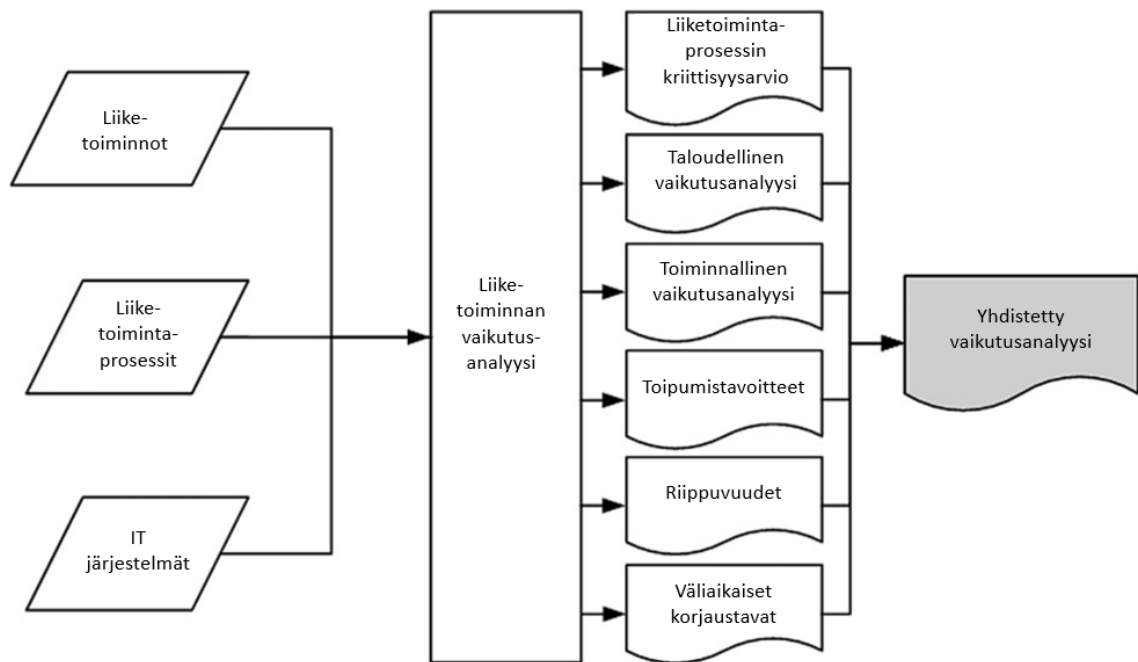 Liike-
toiminnot
Liike-
toiminta-
prosessit
IT
järjestelmät
Liike-
toiminnan
vaikutus-
analyysi
Liiketoiminta-
prosessin
kriittisyysarvio
Taloudellinen
vaikutusanalyysi
Toiminnallinen
vaikutusanalyysi
Toipumistavoitteet
Riippuvuudet
Väliaikaiset
korjaustavat
Yhdistetty
vaikutusanalyysi